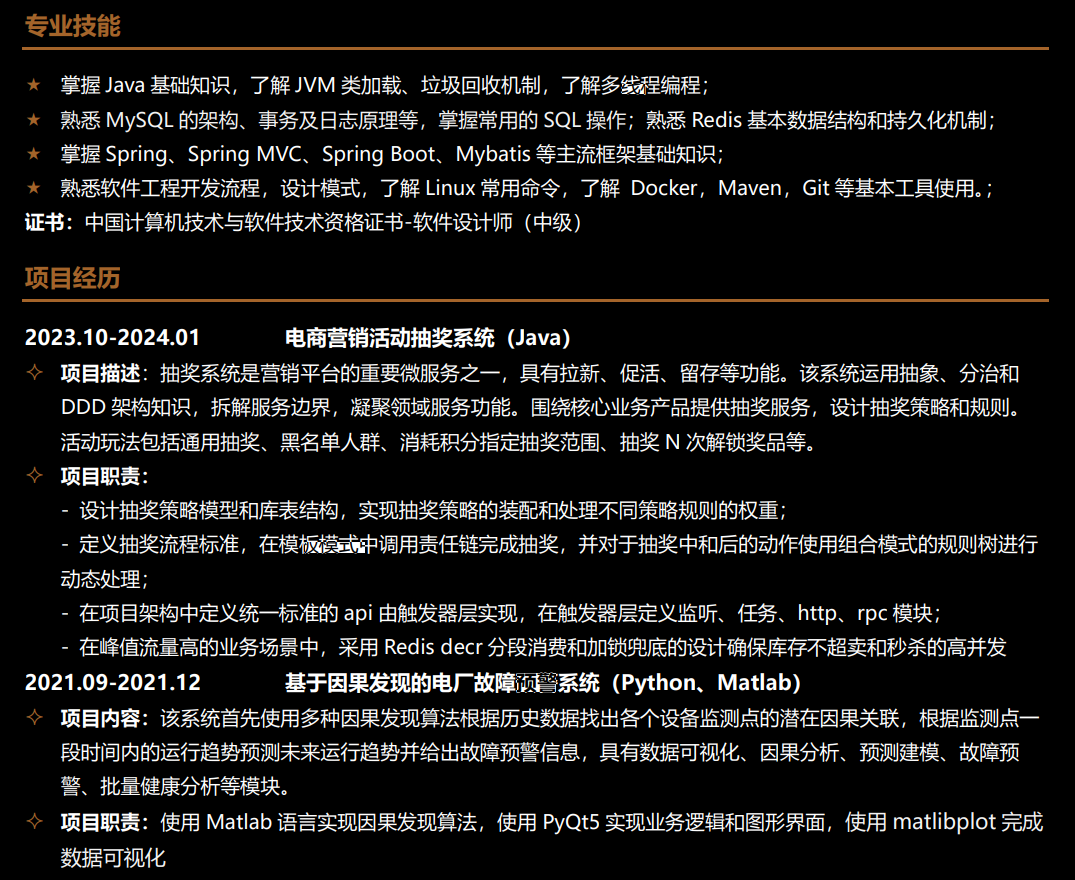 专业技能
★ 掌握 Java 基础知识，了解 JVM 类加载、垃圾回收机制，了解多线程编程；
★ 熟悉 MySQL 的架构、事务及日志原理等，掌握常用的 SQL 操作；熟悉 Redis 基本数据结构和持久化机制；
★ 掌握 Spring、Spring MVC、Spring Boot、Mybatis 等主流框架基础知识；
★ 熟悉软件工程开发流程，设计模式，了解 Linux 常用命令，了解 Docker，Maven，Git 等基本工具使用。；
证书：中国计算机技术与软件技术资格证书-软件设计师（中级）
项目经历
2023.10-2024.01 电商营销活动抽奖系统（Java）
✧ 项目描述：抽奖系统是营销平台的重要微服务之一，具有拉新、促活、留存等功能。该系统运用抽象、分治和
DDD 架构知识，拆解服务边界，凝聚领域服务功能。围绕核心业务产品提供抽奖服务，设计抽奖策略和规则。
活动玩法包括通用抽奖、黑名单人群、消耗积分指定抽奖范围、抽奖 N 次解锁奖品等。
✧ 项目职责：
- 设计抽奖策略模型和库表结构，实现抽奖策略的装配和处理不同策略规则的权重；
- 定义抽奖流程标准，在模板模式中调用责任链完成抽奖，并对于抽奖中和后的动作使用组合模式的规则树进行
动态处理；
- 在项目架构中定义统一标准的 api 由触发器层实现，在触发器层定义监听、任务、http、rpc 模块；
- 在峰值流量高的业务场景中，采用 Redis decr 分段消费和加锁兜底的设计确保库存不超卖和秒杀的高并发
2021.09-2021.12 基于因果发现的电厂故障预警系统（Python、Matlab）
✧ 项目内容：该系统首先使用多种因果发现算法根据历史数据找出各个设备监测点的潜在因果关联，根据监测点一
段时间内的运行趋势预测未来运行趋势并给出故障预警信息，具有数据可视化、因果分析、预测建模、故障预
警、批量健康分析等模块。
✧ 项目职责：使用 Matlab 语言实现因果发现算法，使用 PyQt5 实现业务逻辑和图形界面，使用 matlibplot 完成
数据可视化